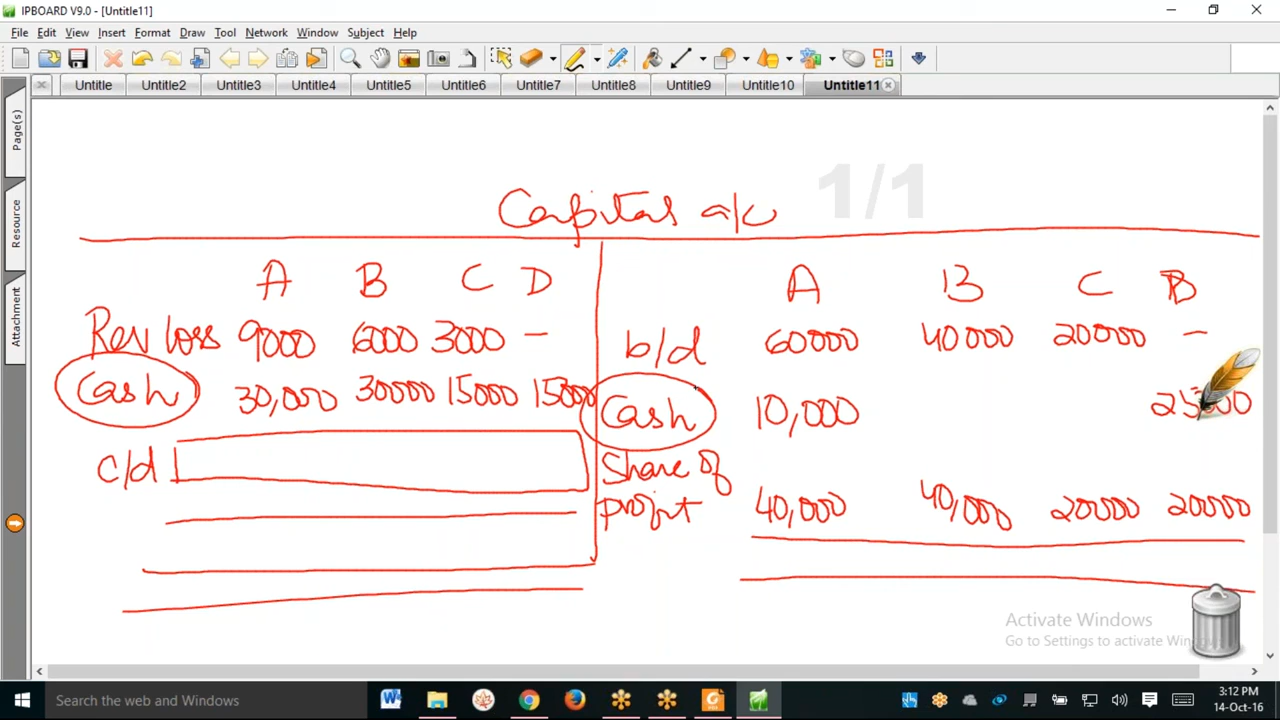 IPBOARD V9.0 - [Untitle11]
File Edit View Insert Format Draw Tool Network Window Subject Help
Untitle Untitle2 Untitle3 Untitle4 Untitle5 Untitle6 Untitle7 Untitle8 Untitle9 Untitle10 Untitle11
Page(s)
Resource
Attachment
1/1
Capital a/c
A B C D A B C D
Rev loss 9000 6000 3000 — b/d 60000 40000 20000 —
Cash 30,000 30000 15000 15000 Cash 10,000 25000
c/d Share of
profit 40,000 40,000 20000 20000
Activate Windows
Go to Settings to activate Windows.
Search the web and Windows
3:12 PM
14-Oct-16